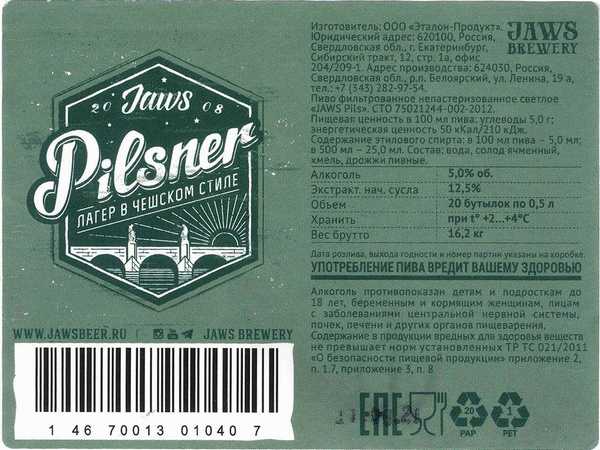 20 Jaws 08
Pilsner
ЛАГЕР В ЧЕШСКОМ СТИЛЕ
WWW.JAWSBEER.RU JAWS BREWERY
1 46 70013 01040 7
JAWS
BREWERY
Изготовитель: ООО «Эталон-Продукт».
Юридический адрес: 620100, Россия,
Свердловская обл., г. Екатеринбург,
Сибирский тракт, 12, стр. 1а, офис
204/209-1. Адрес производства: 624030, Россия,
Свердловская обл., р.п. Белоярский, ул. Ленина, 19 а,
тел.: +7 (343) 282-97-54.
Пиво фильтрованное непастеризованное светлое
«JAWS Pils». СТО 75021244-002-2012.
Пищевая ценность в 100 мл пива: углеводы 5,0 г;
энергетическая ценность 50 кКал/210 кДж.
Содержание этилового спирта: в 100 мл пива – 5,0 мл;
в 500 мл – 25,0 мл. Состав: вода, солод ячменный,
хмель, дрожжи пивные.
Алкоголь 5,0% об.
Экстракт. нач. сусла 12,5%
Объем 20 бутылок по 0,5 л
Хранить при t° +2...+4°C
Вес брутто 16,2 кг
Дата розлива, выхода годности и номер партии указаны на коробке.
УПОТРЕБЛЕНИЕ ПИВА ВРЕДИТ ВАШЕМУ ЗДОРОВЬЮ
Алкоголь противопоказан детям и подросткам до
18 лет, беременным и кормящим женщинам, лицам
с заболеваниями центральной нервной системы,
почек, печени и других органов пищеварения.
Содержание в продукции вредных для здоровья веществ
не превышает норм установленных ТР ТС 021/2011
«О безопасности пищевой продукции» приложение 2,
п. 1.7, приложение 3, п. 8
EAC
20
PAP
1
PET